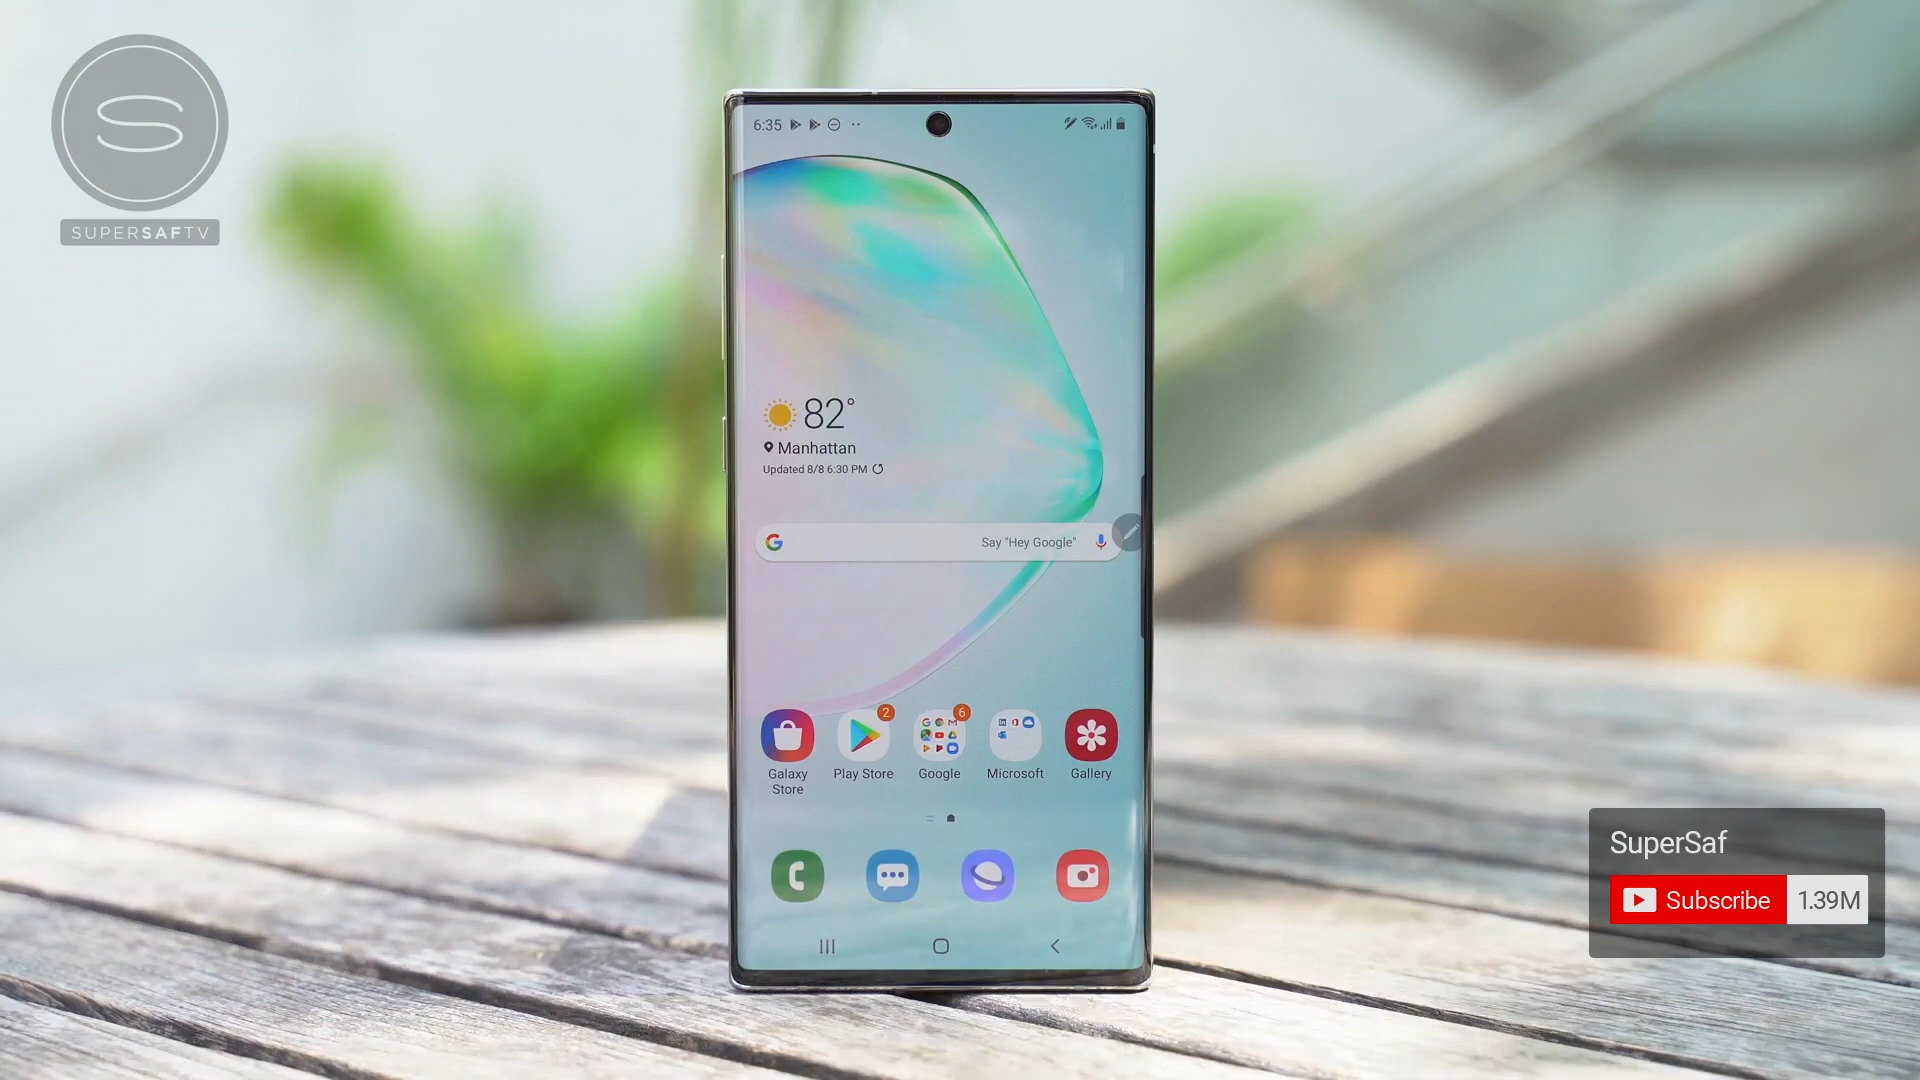 SUPERSAFTV
6:35
82°
Manhattan
Updated 8/8 6:30 PM
Say "Hey Google"
2
6
Galaxy Store
Play Store
Google
Microsoft
Gallery
SuperSaf
Subscribe 1.39M